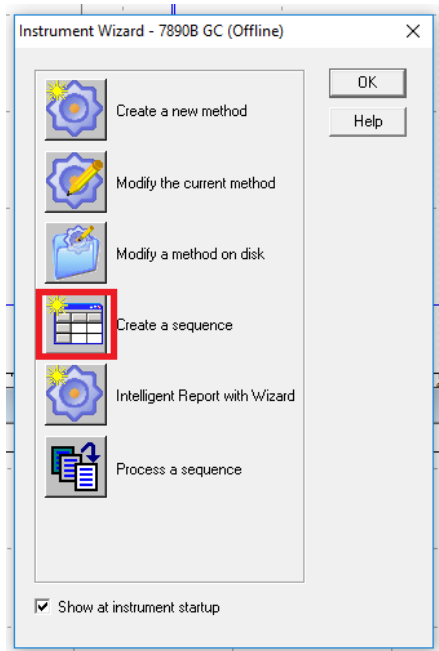 Instrument Wizard - 7890B GC (Offline)
OK
Create a new method
Help
Modify the current method
Modify a method on disk
Create a sequence
Intelligent Report with Wizard
Process a sequence
Show at instrument startup